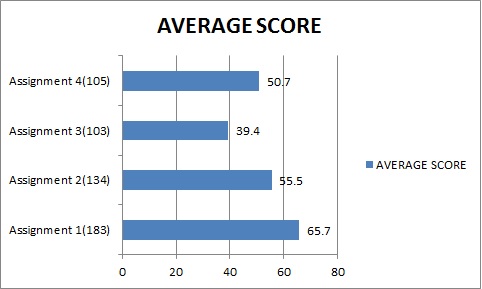 AVERAGE SCORE
Assignment 4(105)
50.7
Assignment 3(103)
39.4
AVERAGE SCORE
Assignment 2(134)
55.5
Assignment 1(183)
65.7
0 20 40 60 80